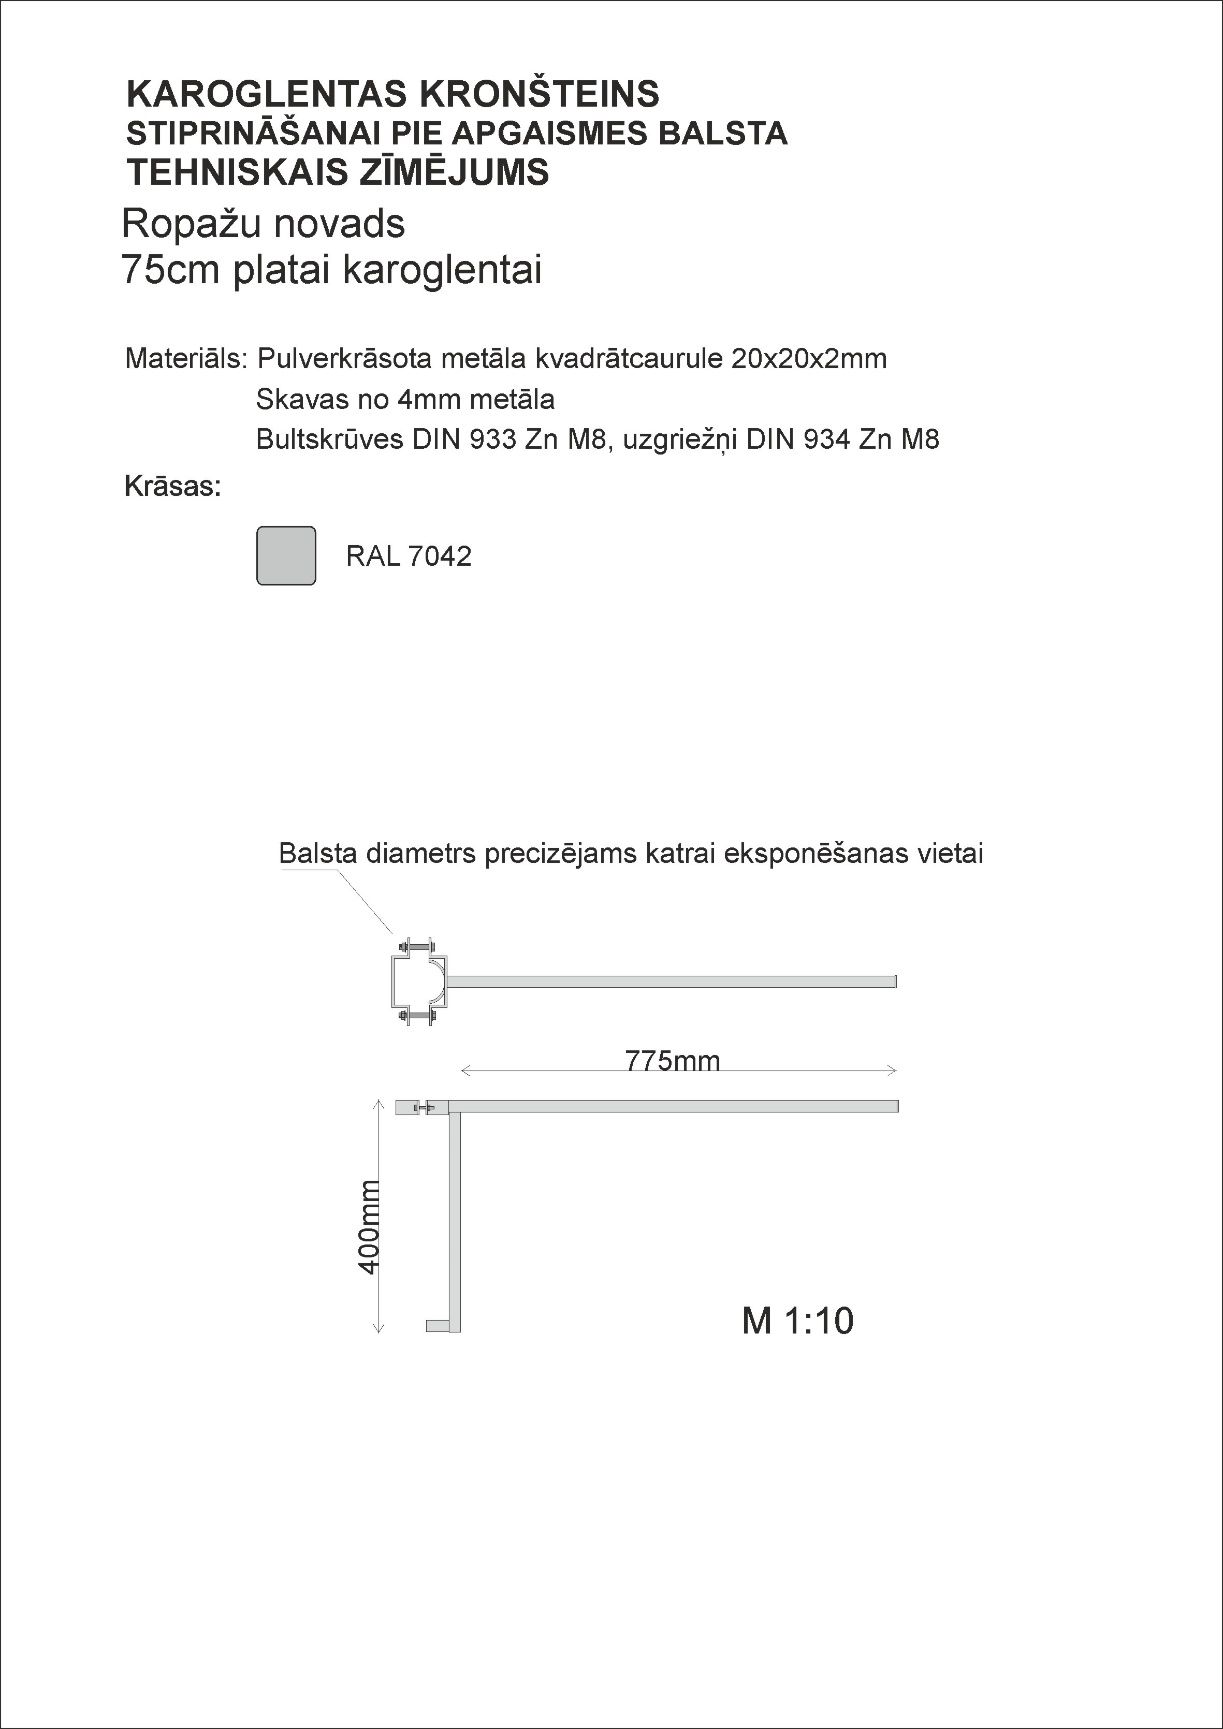 KAROGLENTAS KRONŠTEINS
STIPRINĀŠANAI PIE APGAISMES BALSTA
TEHNISKAIS ZĪMĒJUMS
Ropažu novads
75cm platai karoglentai
Materiāls: Pulverkrāsota metāla kvadrātcaurule 20x20x2mm
Skavas no 4mm metāla
Bultskrūves DIN 933 Zn M8, uzgriežņi DIN 934 Zn M8
Krāsas:
RAL 7042
Balsta diametrs precizējams katrai eksponēšanas vietai
775mm
400mm
M 1:10